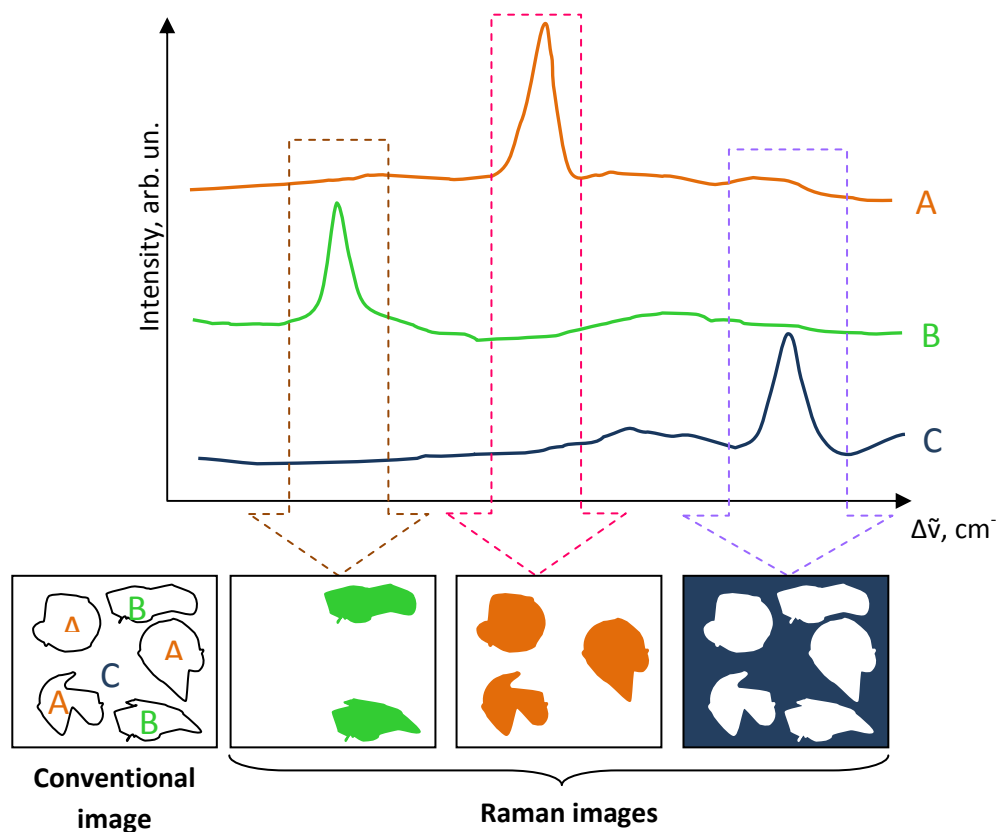 Intensity, arb. un.
A
B
C
Δṽ, cm-
A
B
A
C
A
B
Conventional
image
Raman images